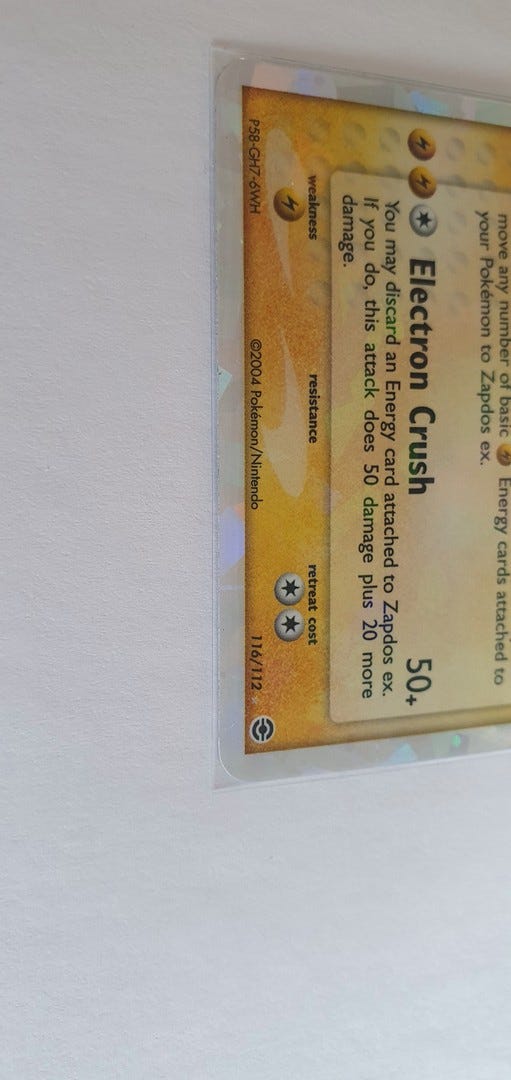 move any number of basic Energy cards attached to
your Pokémon to Zapdos ex.
Electron Crush 50+
You may discard an Energy card attached to Zapdos ex.
If you do, this attack does 50 damage plus 20 more
damage.
weakness resistance retreat cost
P58-GH7-6WH ©2004 Pokémon/Nintendo 116/112